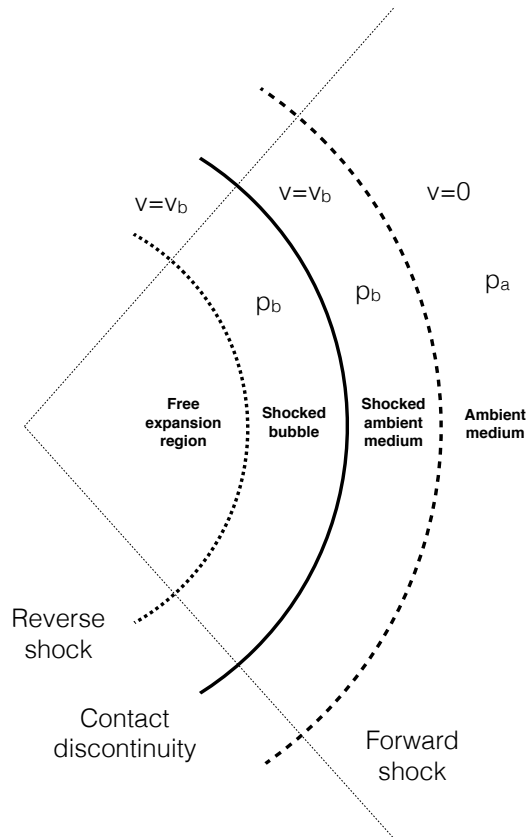 v=v_b
v=v_b
v=0
p_b
p_b
p_a
Free
expansion
region
Shocked
bubble
Shocked
ambient
medium
Ambient
medium
Reverse
shock
Contact
discontinuity
Forward
shock